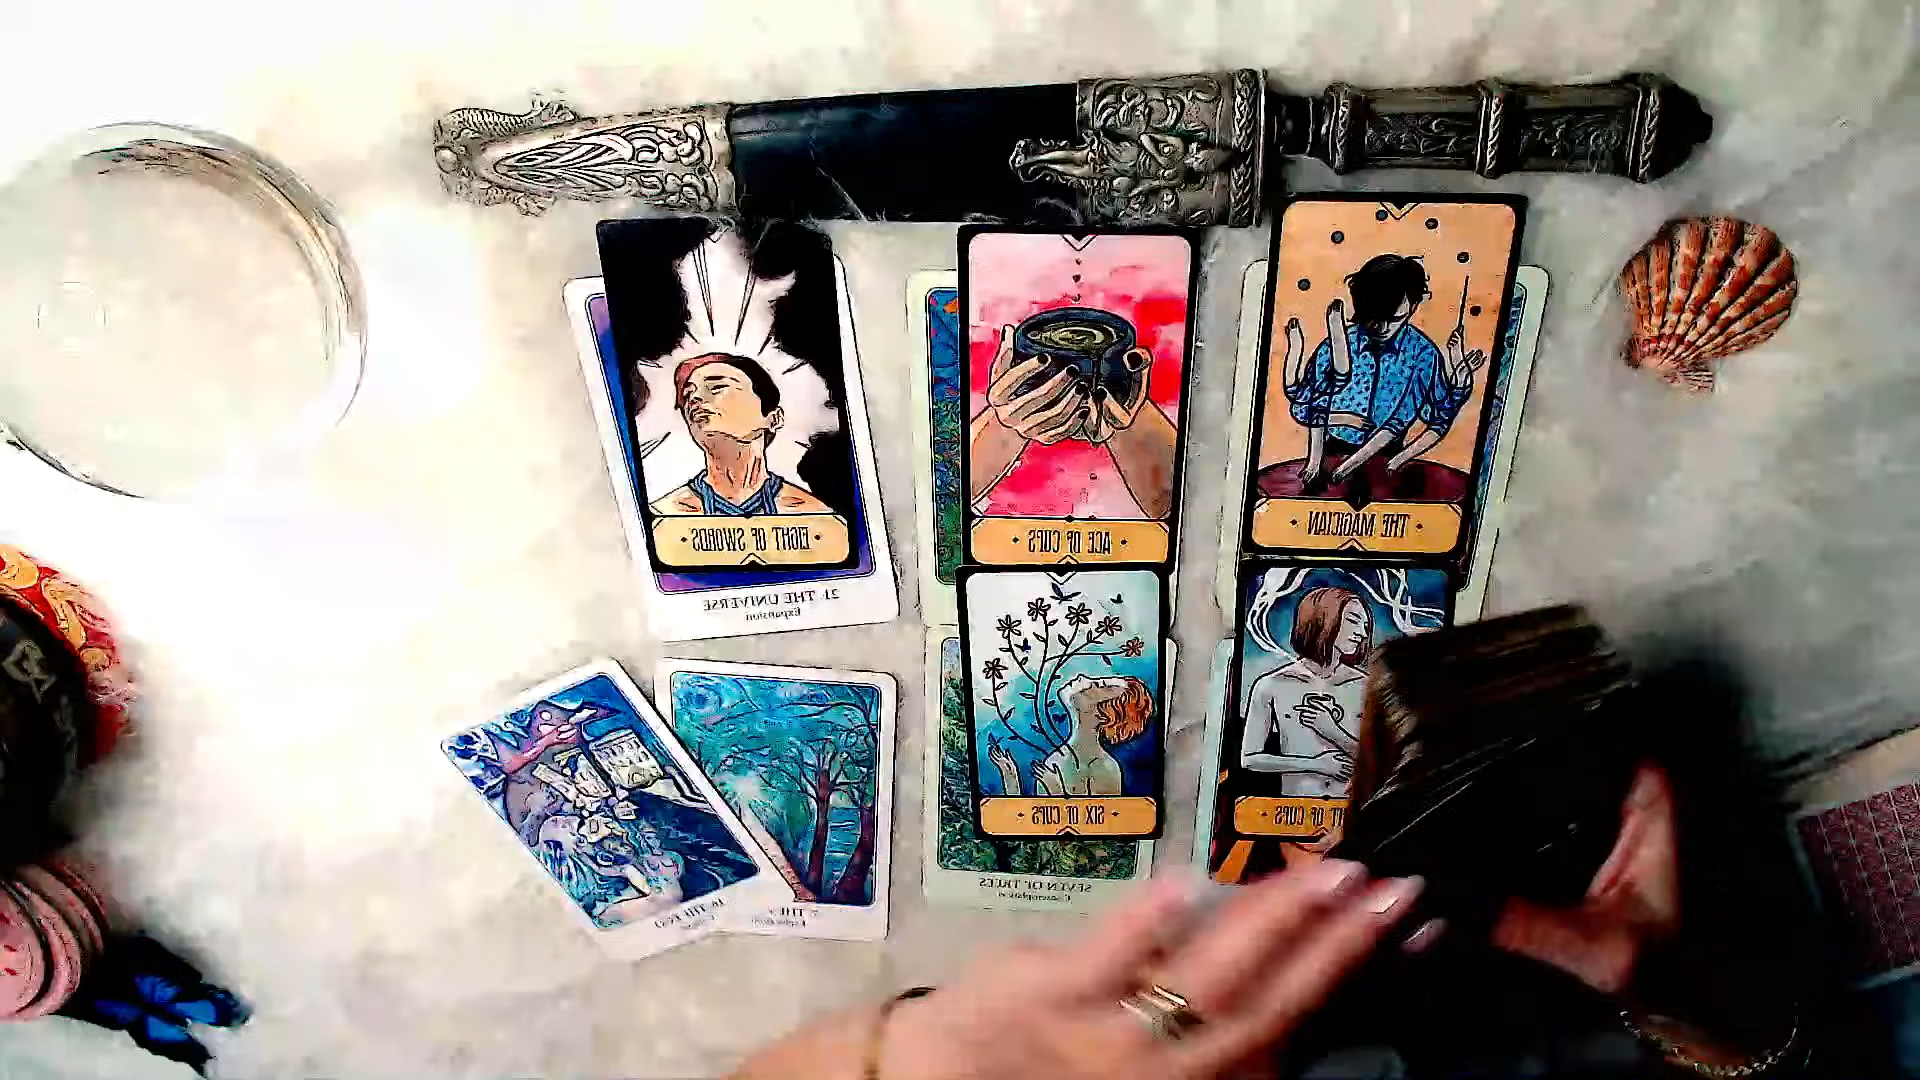 EIGHT OF SWORDS
ACE OF CUPS
THE MAGICIAN
21. THE UNIVERSE
Expansion
SIX OF CUPS
OF CUPS
SEVEN OF TREES